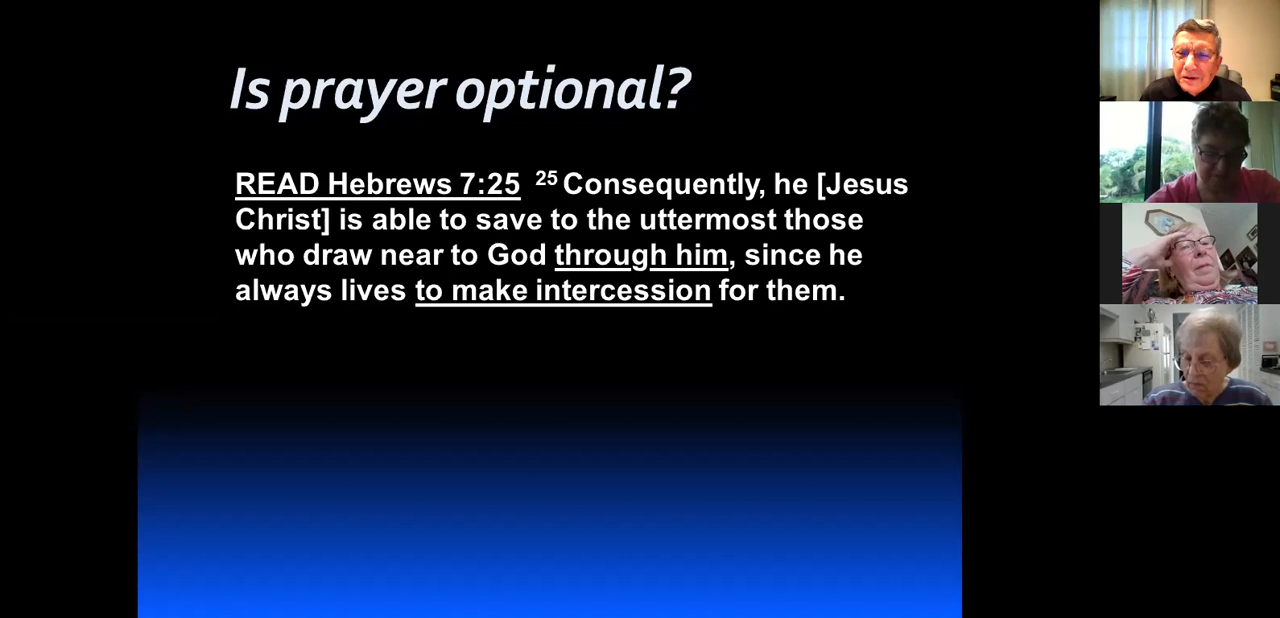 Is prayer optional?
READ Hebrews 7:25 25 Consequently, he [Jesus
Christ] is able to save to the uttermost those
who draw near to God through him, since he
always lives to make intercession for them.